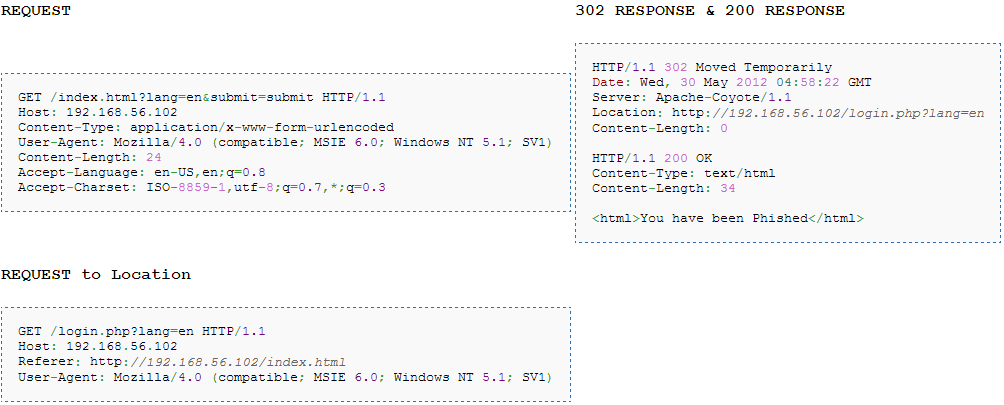 REQUEST
GET /index.html?lang=en&submit=submit HTTP/1.1
Host: 192.168.56.102
Content-Type: application/x-www-form-urlencoded
User-Agent: Mozilla/4.0 (compatible; MSIE 6.0; Windows NT 5.1; SV1)
Content-Length: 24
Accept-Language: en-US,en;q=0.8
Accept-Charset: ISO-8859-1,utf-8;q=0.7,*;q=0.3
302 RESPONSE & 200 RESPONSE
HTTP/1.1 302 Moved Temporarily
Date: Wed, 30 May 2012 04:58:22 GMT
Server: Apache-Coyote/1.1
Location: http://192.168.56.102/login.php?lang=en
Content-Length: 0
HTTP/1.1 200 OK
Content-Type: text/html
Content-Length: 34
<html>You have been Phished</html>
REQUEST to Location
GET /login.php?lang=en HTTP/1.1
Host: 192.168.56.102
Referer: http://192.168.56.102/index.html
User-Agent: Mozilla/4.0 (compatible; MSIE 6.0; Windows NT 5.1; SV1)